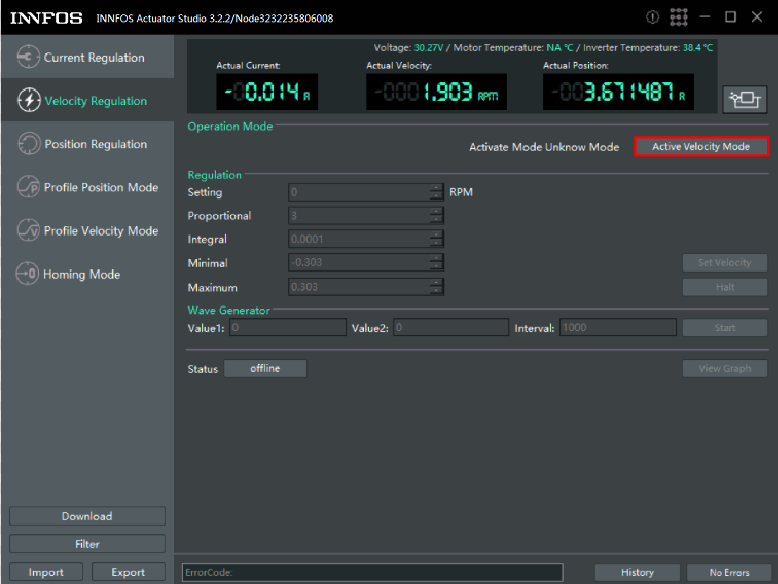 INNFOS INNFOS Actuator Studio 3.2.2/Node3232235806008
Current Regulation
Velocity Regulation
Position Regulation
Profile Position Mode
Profile Velocity Mode
Homing Mode
Download
Filter
Import Export
Voltage: 30.27V / Motor Temperature: NA ℃ / Inverter Temperature: 38.4 ℃
Actual Current: Actual Velocity: Actual Position:
-0.014 A 1.903 RPM 3.671487 R
Operation Mode
Activate Mode Unknow Mode Active Velocity Mode
Regulation
Setting 0 RPM
Proportional 3
Integral 0.0001
Minimal -0.303 Set Velocity
Maximum 0.303 Halt
Wave Generator
Value1: 0 Value2: 0 Interval: 1000 Start
Status offline View Graph
ErrorCode: History No Errors